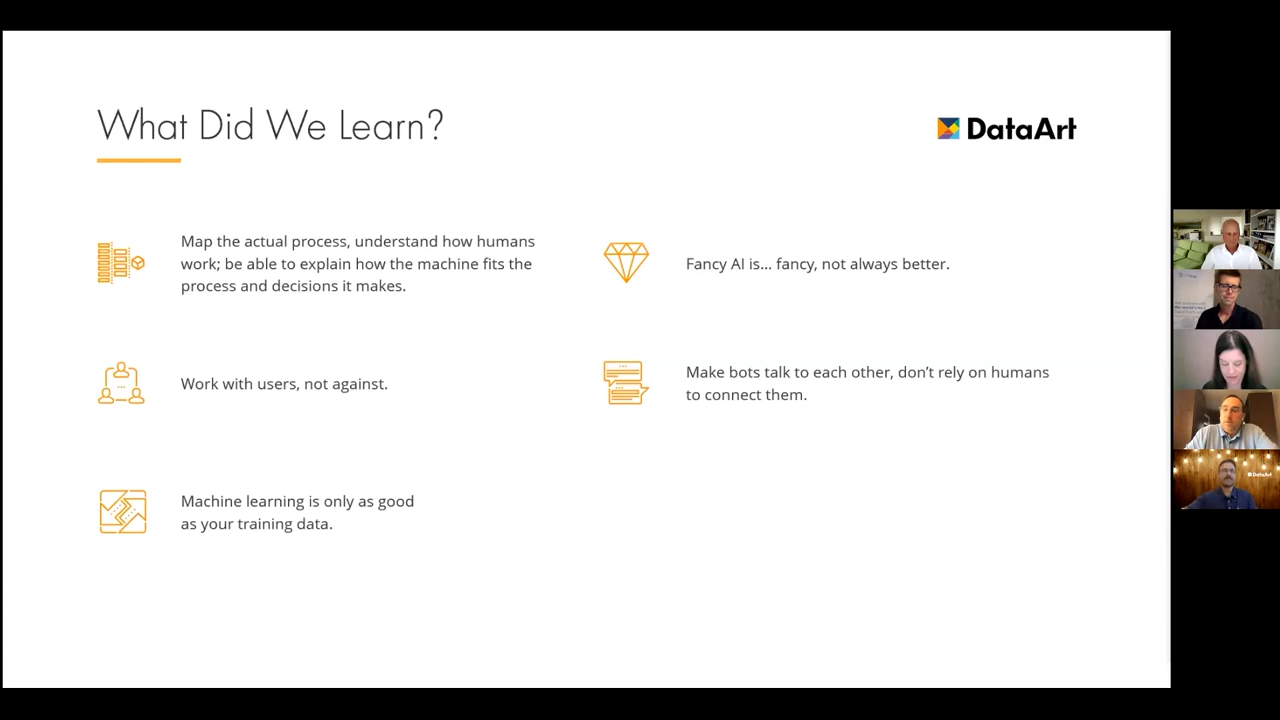 What Did We Learn?
DataArt
Map the actual process, understand how humans
work; be able to explain how the machine fits the
process and decisions it makes.
Fancy AI is... fancy, not always better.
Work with users, not against.
Make bots talk to each other, don’t rely on humans
to connect them.
Machine learning is only as good
as your training data.
DataArt